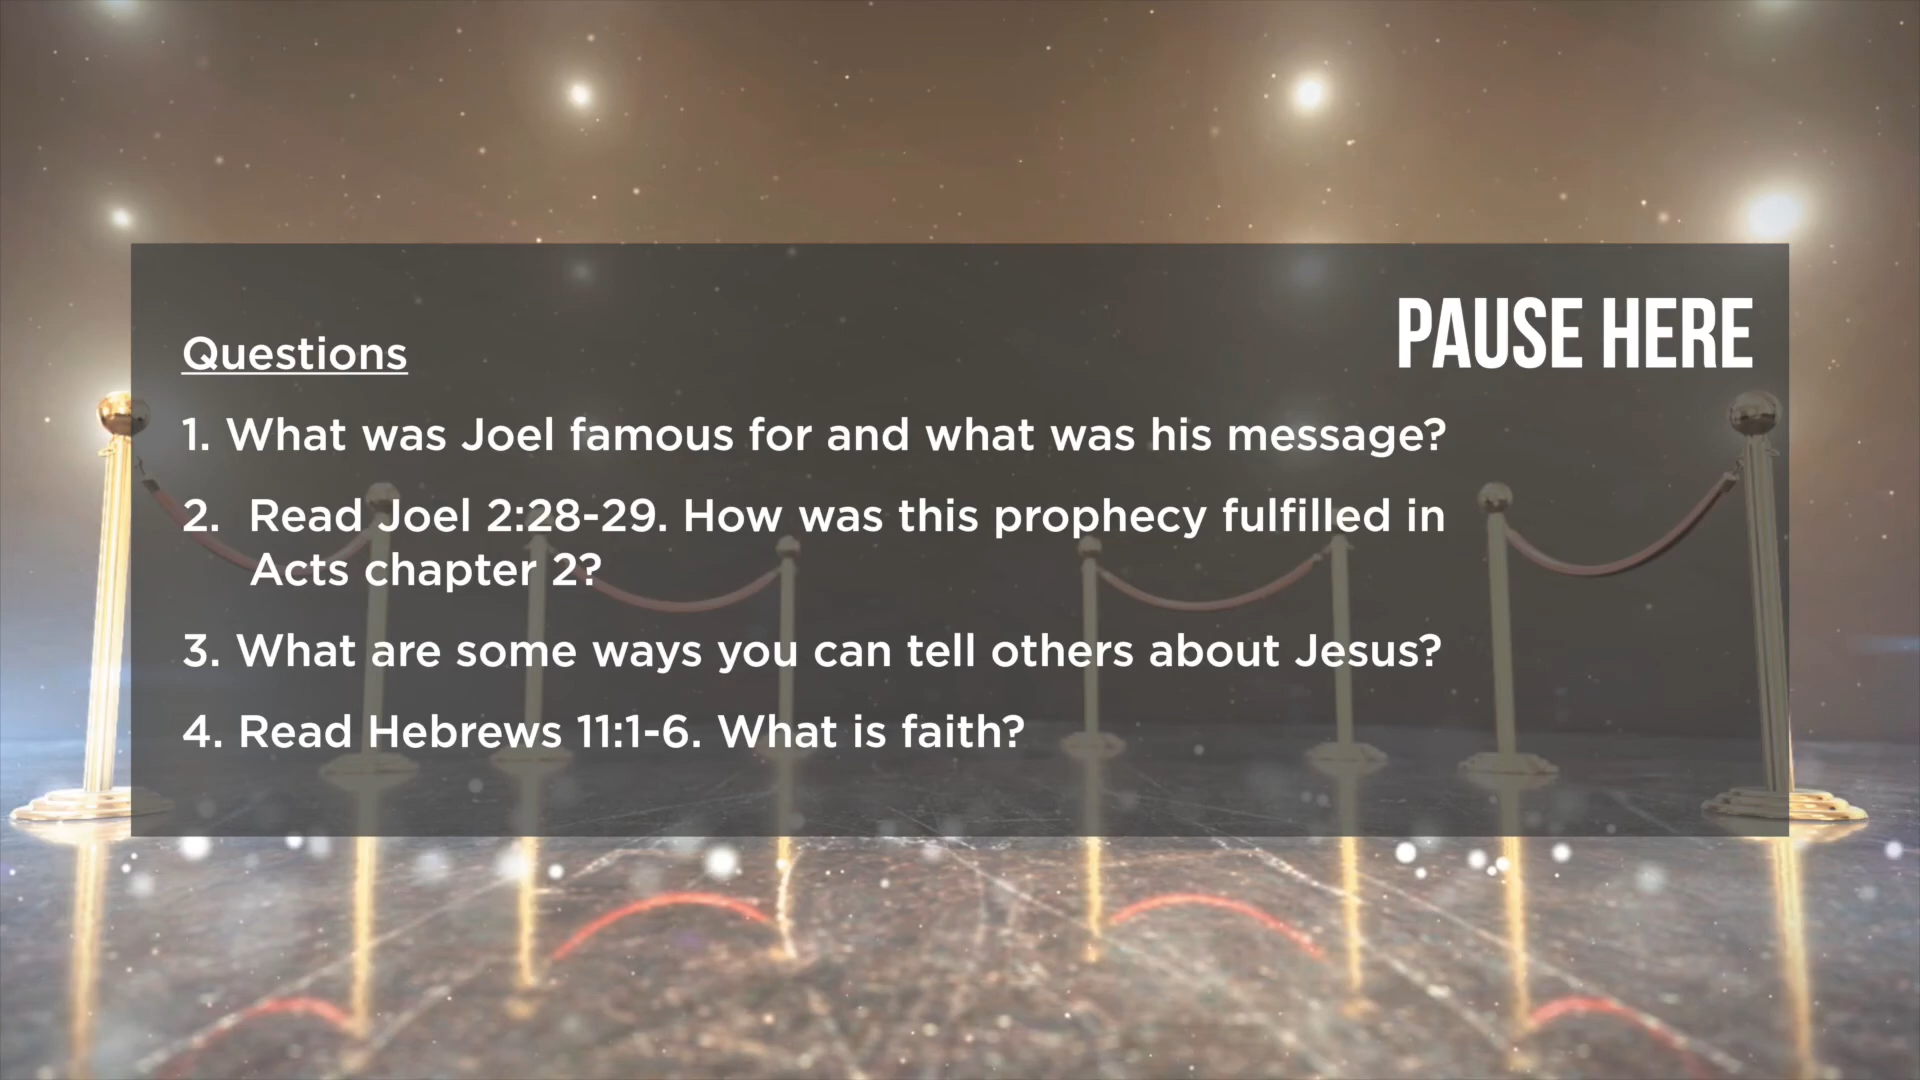 PAUSE HERE
Questions
1. What was Joel famous for and what was his message?
2. Read Joel 2:28-29. How was this prophecy fulfilled in
Acts chapter 2?
3. What are some ways you can tell others about Jesus?
4. Read Hebrews 11:1-6. What is faith?